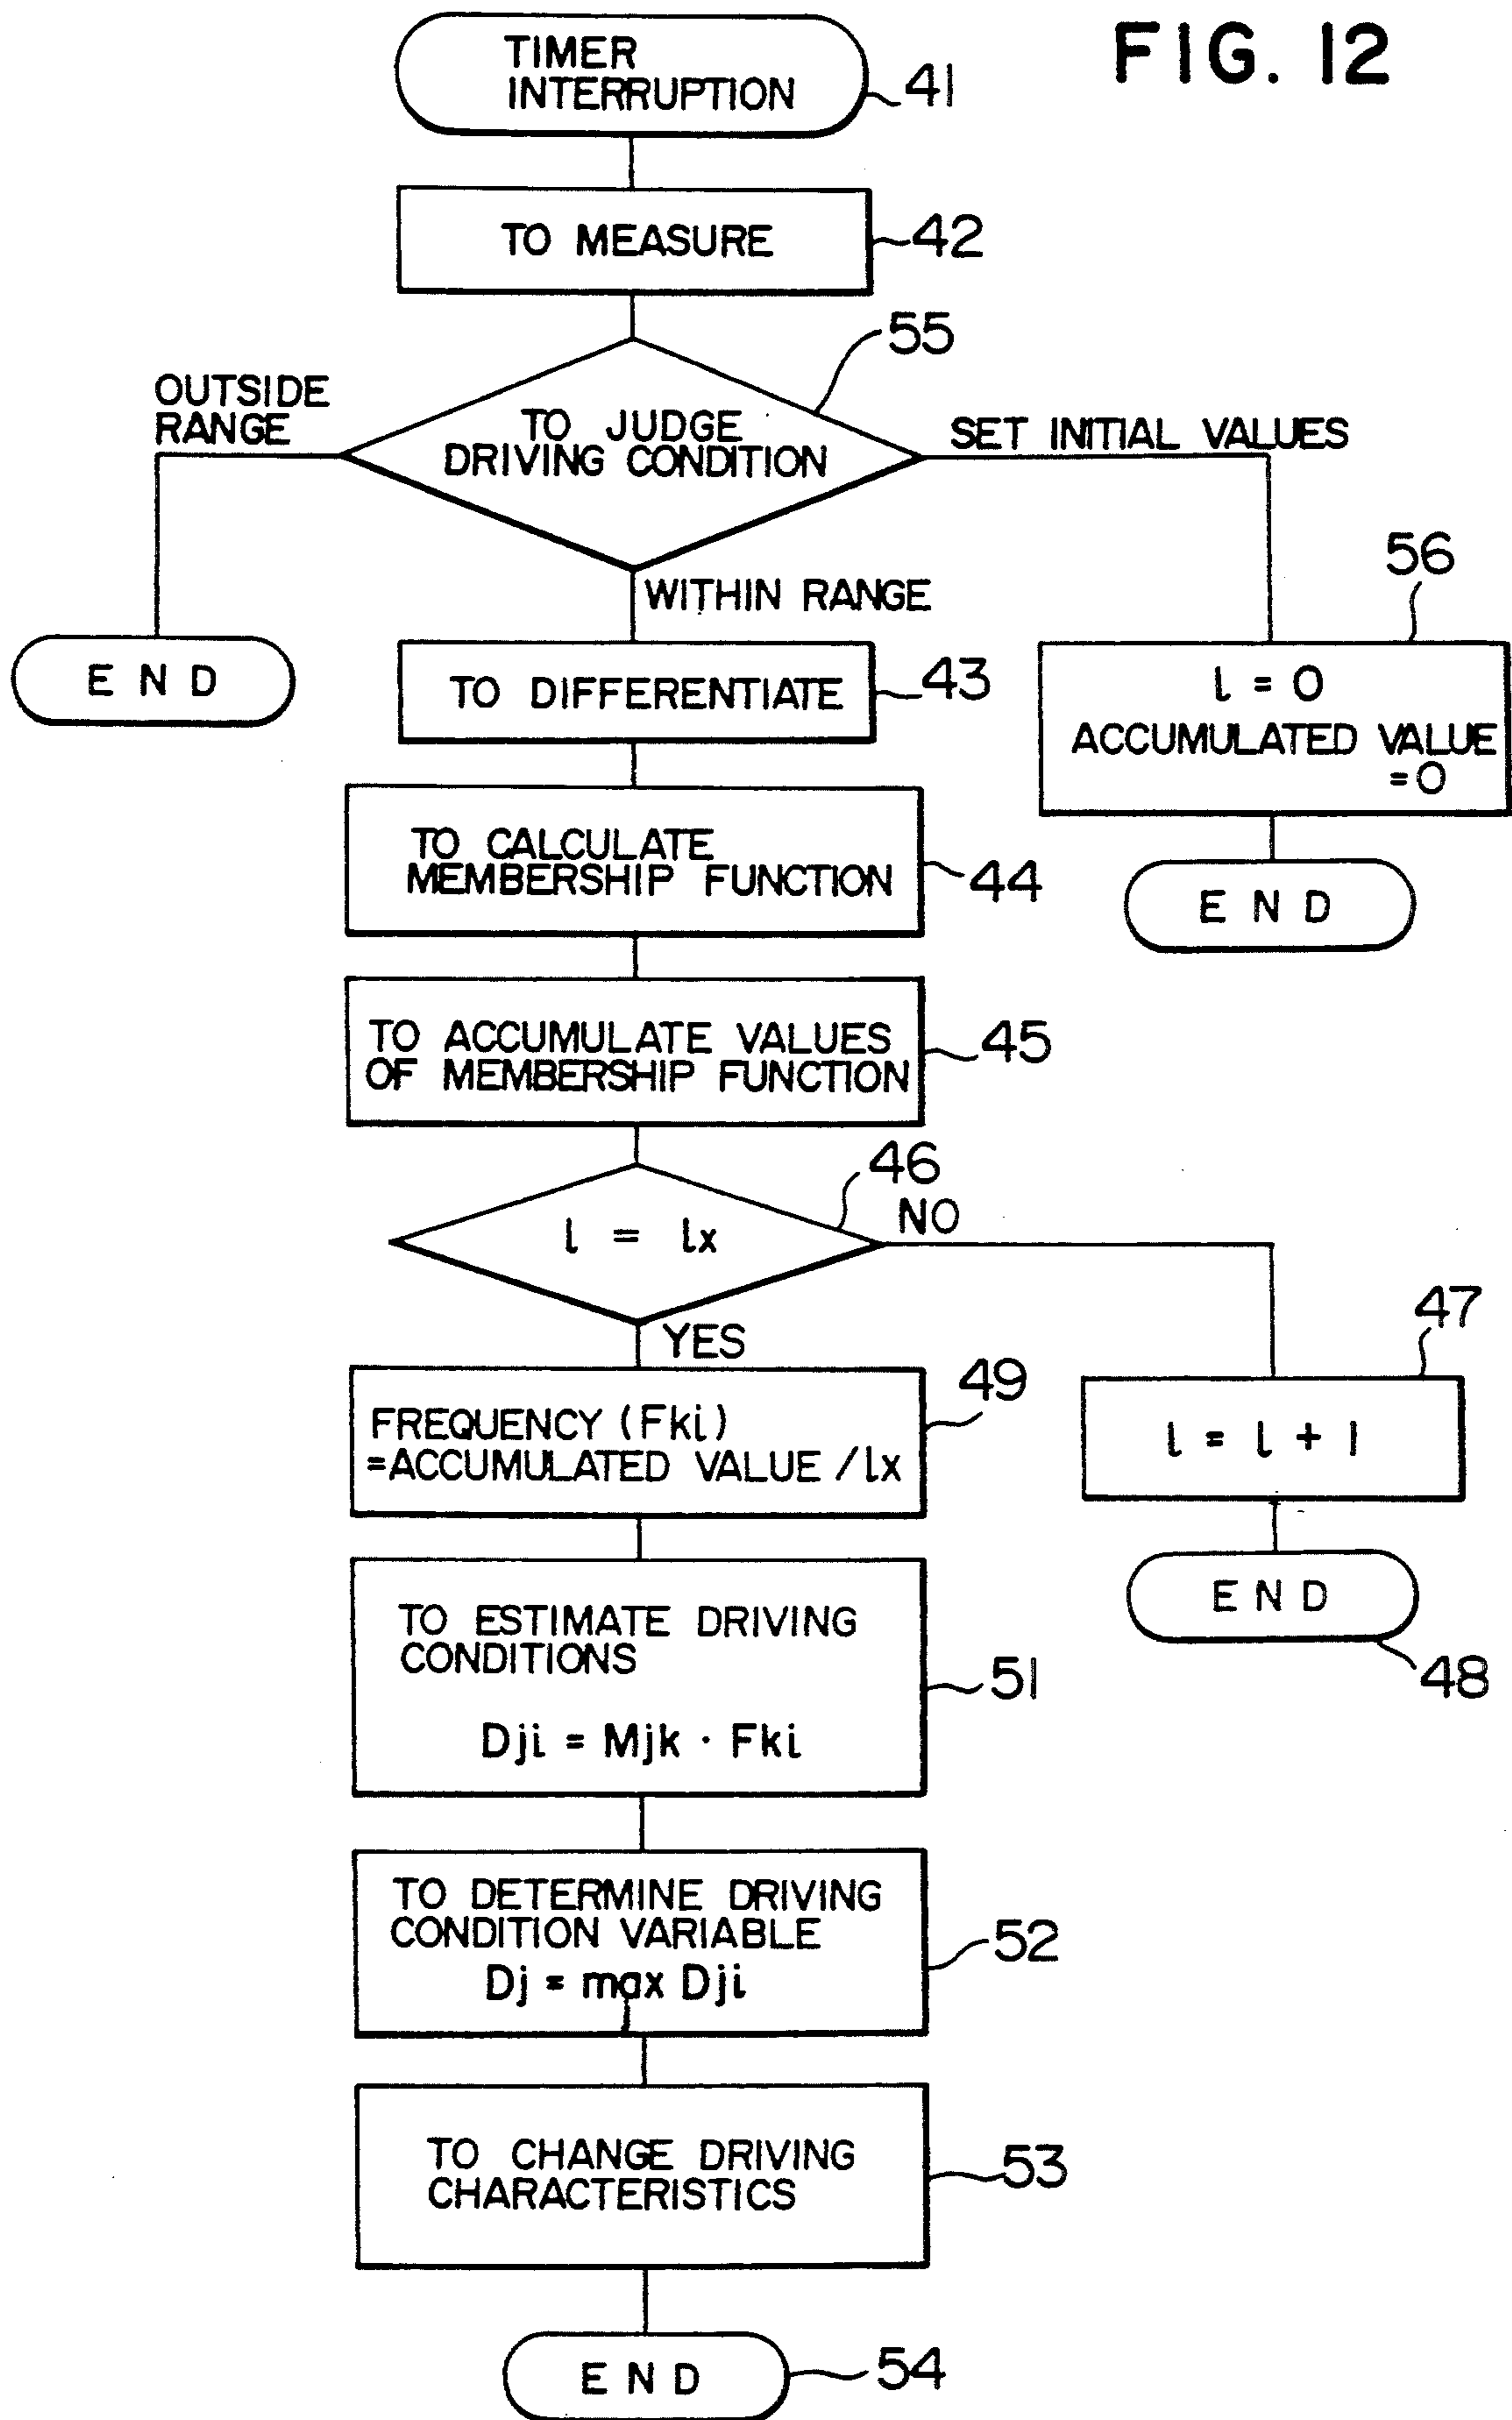 FIG. 12
TIMER
INTERRUPTION
41
TO MEASURE
42
55
OUTSIDE
RANGE
TO JUDGE
DRIVING CONDITION
SET INITIAL VALUES
WITHIN RANGE
56
END
TO DIFFERENTIATE
43
l = 0
ACCUMULATED VALUE
=0
TO CALCULATE
MEMBERSHIP FUNCTION
44
END
TO ACCUMULATE VALUES
OF MEMBERSHIP FUNCTION
45
46
l = lx
NO
YES
47
FREQUENCY (Fki)
=ACCUMULATED VALUE /lx
49
l = l + 1
END
48
TO ESTIMATE DRIVING
CONDITIONS
Dji = Mjk · Fki
51
TO DETERMINE DRIVING
CONDITION VARIABLE
Dj = max Dji
j
52
TO CHANGE DRIVING
CHARACTERISTICS
53
END
54